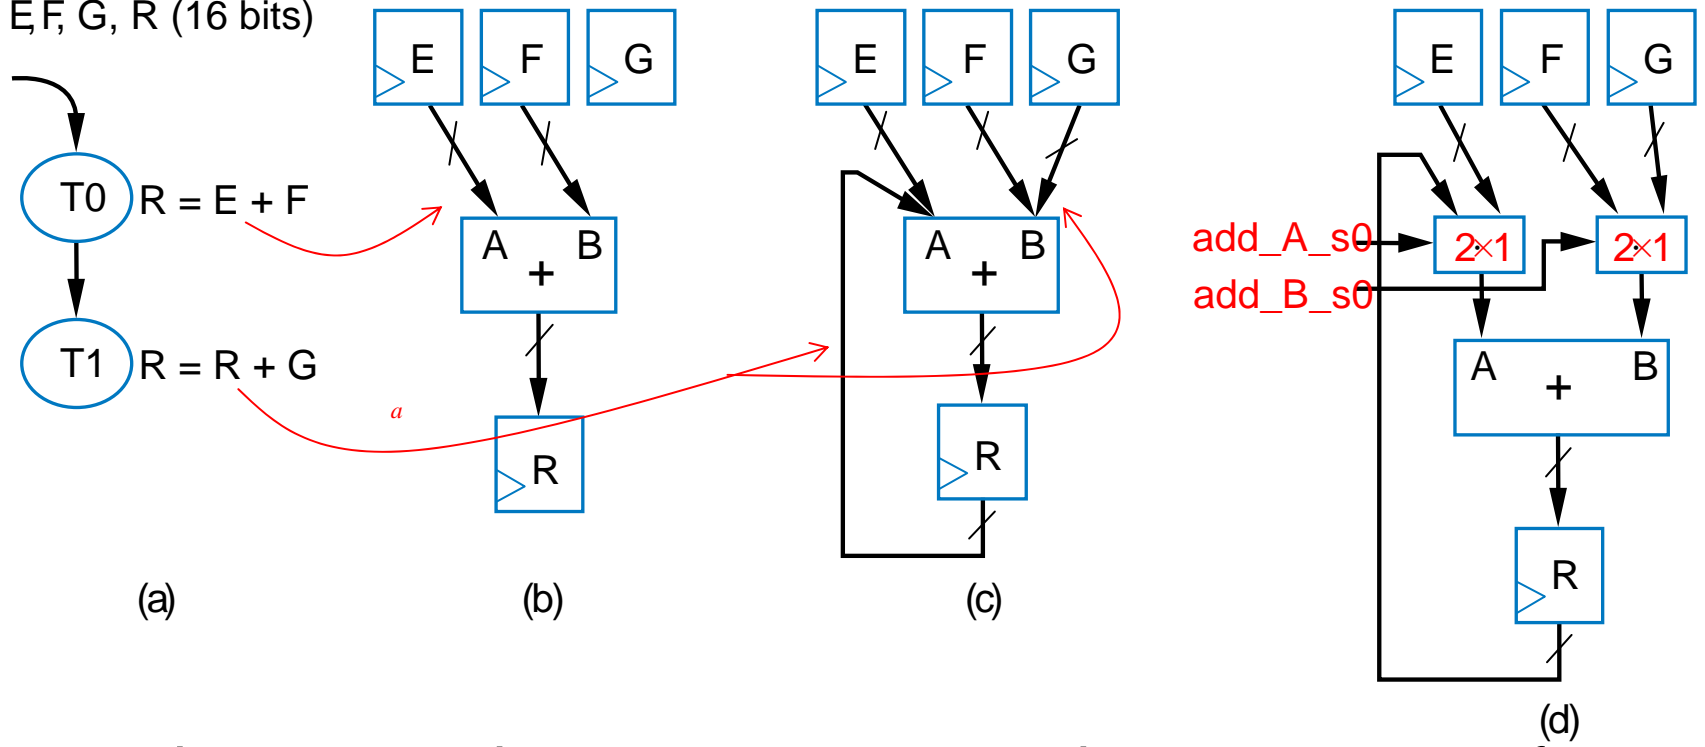 E,F, G, R (16 bits)
T0 R = E + F
T1 R = R + G
a
(a)
E F G
A B
+
R
(b)
E F G
A B
+
R
(c)
E F G
add_A_s0
add_B_s0
2×1 2×1
A B
+
R
(d)